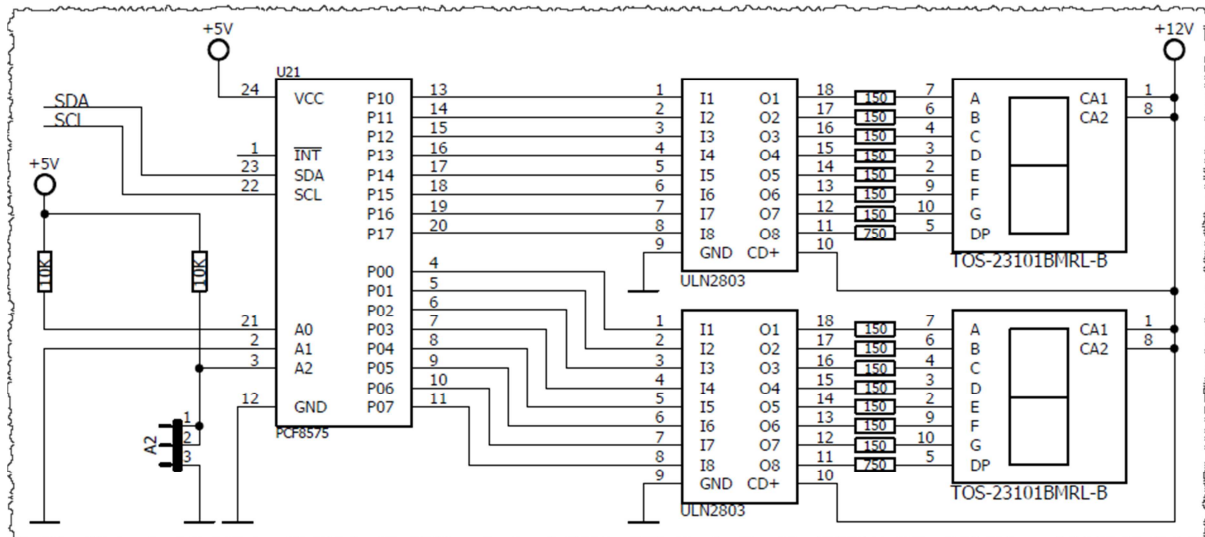 +5V
+12V
U21
SDA
SCL
+5V
24 VCC
1 INT
23 SDA
22 SCL
21 A0
2 A1
3 A2
12 GND
P10 13
P11 14
P12 15
P13 16
P14 17
P15 18
P16 19
P17 20
P00 4
P01 5
P02 6
P03 7
P04 8
P05 9
P06 10
P07 11
PCF8575
10K
10K
A2
1
2
3
1 I1 O1 18 150 7 A CA1 1
2 I2 O2 17 150 6 B CA2 8
3 I3 O3 16 150 4 C
4 I4 O4 15 150 3 D
5 I5 O5 14 150 2 E
6 I6 O6 13 150 9 F
7 I7 O7 12 150 10 G
8 I8 O8 11 750 5 DP
9 GND CD+ 10
ULN2803
TOS-23101BMRL-B
1 I1 O1 18 150 7 A CA1 1
2 I2 O2 17 150 6 B CA2 8
3 I3 O3 16 150 4 C
4 I4 O4 15 150 3 D
5 I5 O5 14 150 2 E
6 I6 O6 13 150 9 F
7 I7 O7 12 150 10 G
8 I8 O8 11 750 5 DP
9 GND CD+ 10
ULN2803
TOS-23101BMRL-B